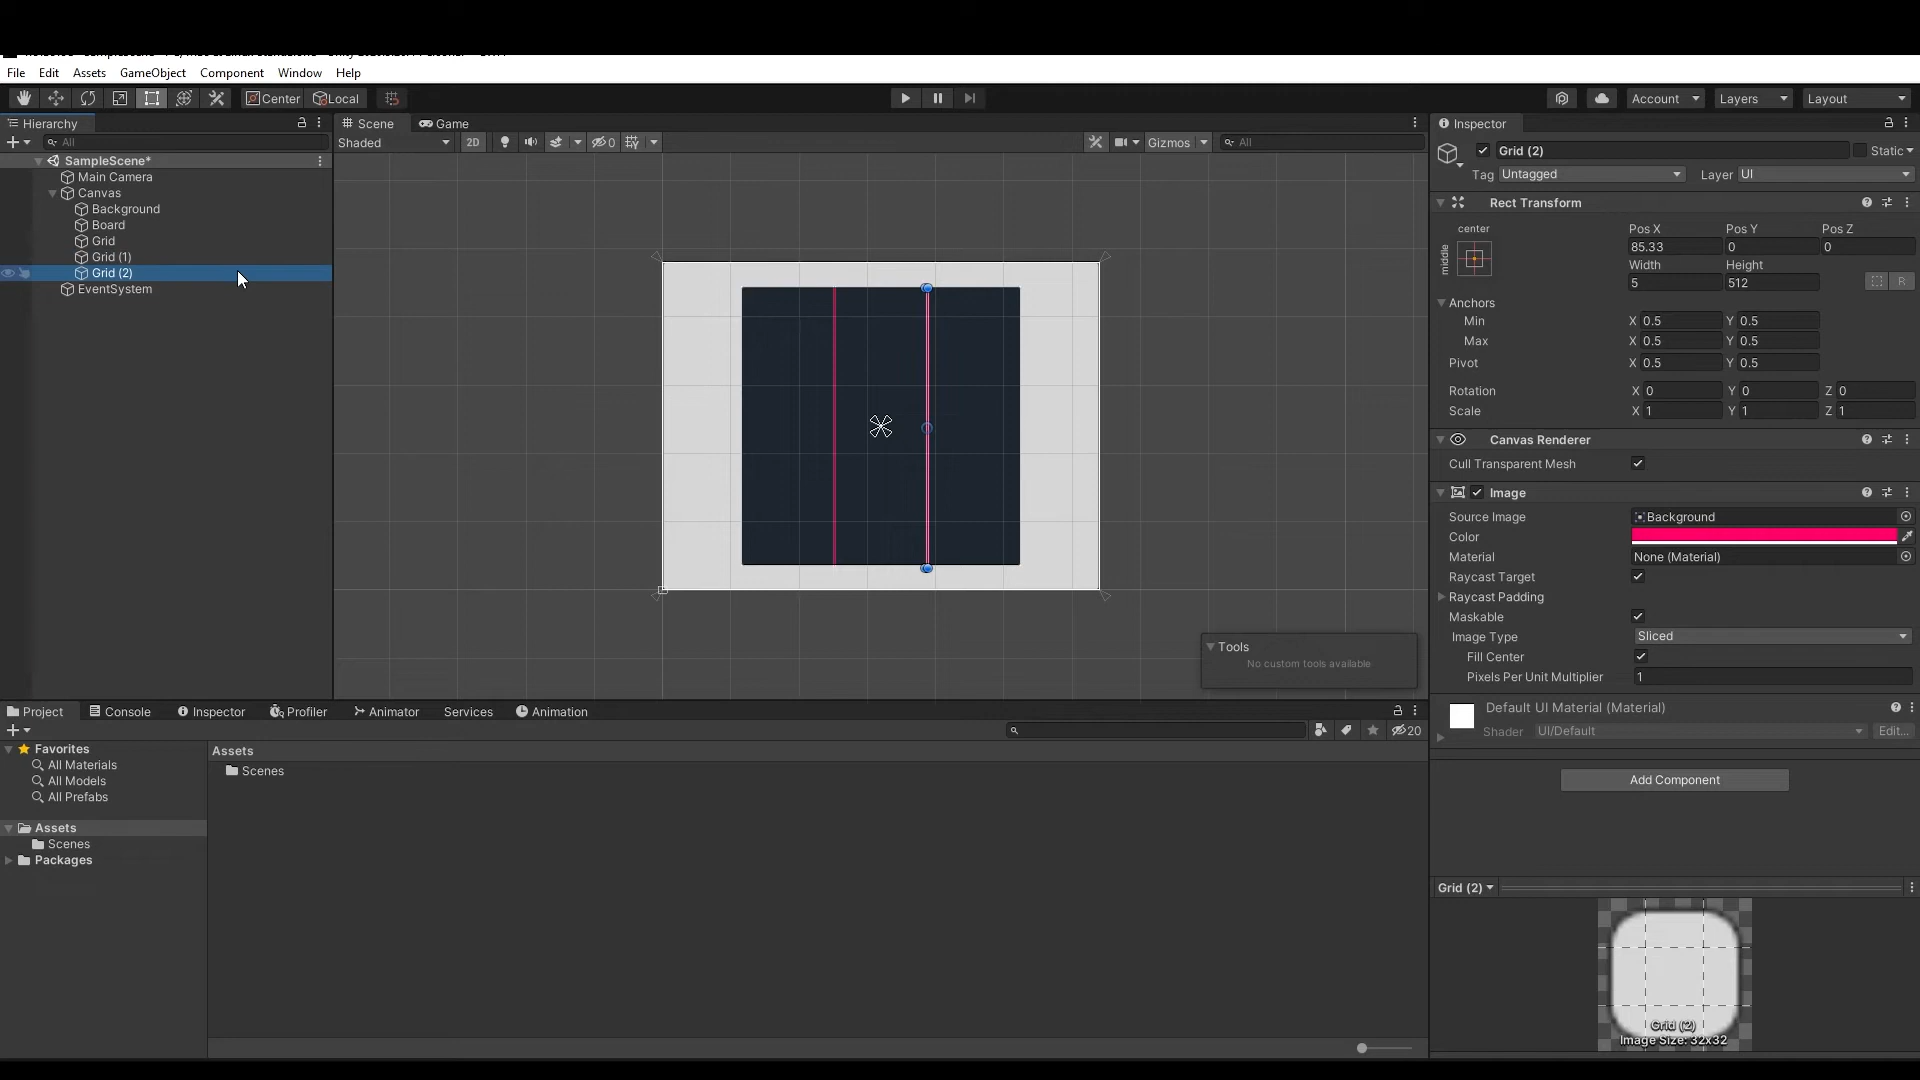 File Edit Assets GameObject Component Window Help
Center Local Account Layers Layout
Hierarchy
All
SampleScene*
Main Camera
Canvas
Background
Board
Grid
Grid (1)
Grid (2)
EventSystem
Scene Game
Shaded 2D 0 Gizmos All
Tools
No custom tools available
Inspector
Grid (2) Static
Tag Untagged Layer UI
Rect Transform
center
middle
Pos X Pos Y Pos Z
85.33 0 0
Width Height
5 512
R
Anchors
Min X 0.5 Y 0.5
Max X 0.5 Y 0.5
Pivot X 0.5 Y 0.5
Rotation X 0 Y 0 Z 0
Scale X 1 Y 1 Z 1
Canvas Renderer
Cull Transparent Mesh
Image
Source Image Background
Color
Material None (Material)
Raycast Target
Raycast Padding
Maskable
Image Type Sliced
Fill Center
Pixels Per Unit Multiplier 1
Default UI Material (Material)
Shader UI/Default Edit...
Add Component
Grid (2)
Grid (2)
Image Size: 32x32
Project Console Inspector Profiler Animator Services Animation
20
Favorites
All Materials
All Models
All Prefabs
Assets
Scenes
Packages
Assets
Scenes